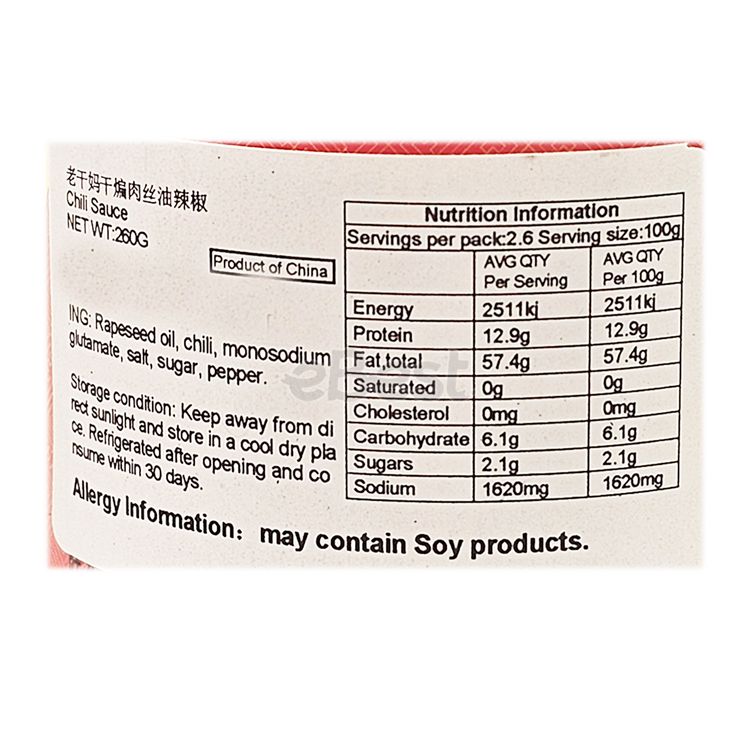 老干妈干煸肉丝油辣椒
Chili Sauce
NET WT:260G
Product of China
ING: Rapeseed oil, chili, monosodium
glutamate, salt, sugar, pepper.
Storage condition: Keep away from di
rect sunlight and store in a cool dry pla
ce. Refrigerated after opening and co
nsume within 30 days.
Allergy Information: may contain Soy products.
Nutrition Information
Servings per pack:2.6 Serving size:100g
AVG QTY Per Serving AVG QTY Per 100g
Energy 2511kj 2511kj
Protein 12.9g 12.9g
Fat,total 57.4g 57.4g
Saturated 0g 0g
Cholesterol 0mg 0mg
Carbohydrate 6.1g 6.1g
Sugars 2.1g 2.1g
Sodium 1620mg 1620mg
eBest